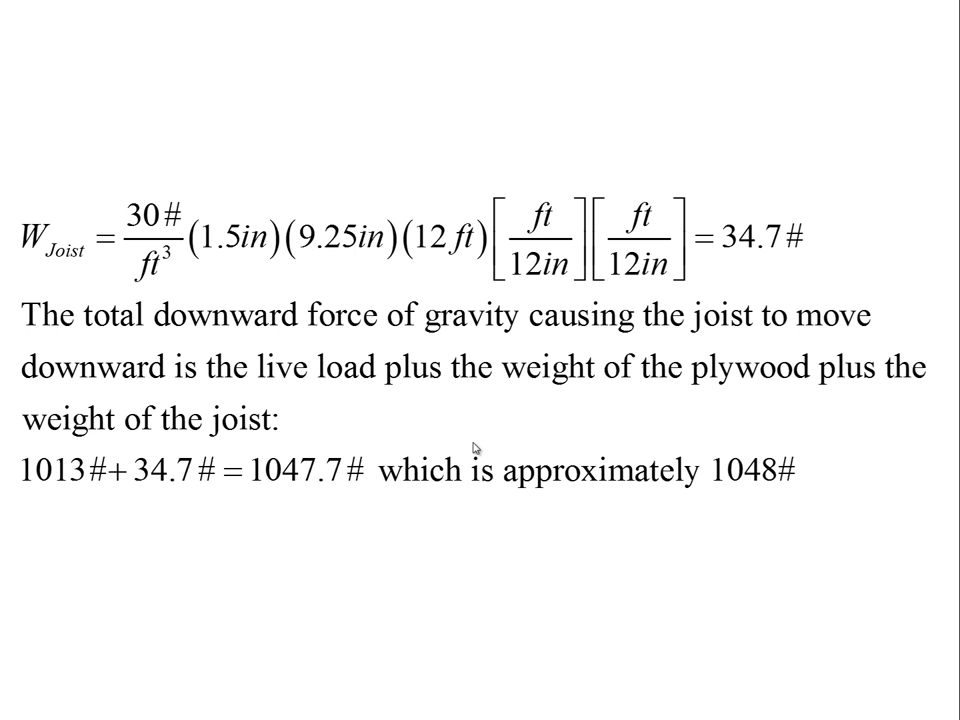 W_Joist = 30#/ft³ (1.5in)(9.25in)(12 ft)[ft/12in][ft/12in] = 34.7#
The total downward force of gravity causing the joist to move
downward is the live load plus the weight of the plywood plus the
weight of the joist:
1013#+ 34.7# = 1047.7# which is approximately 1048#